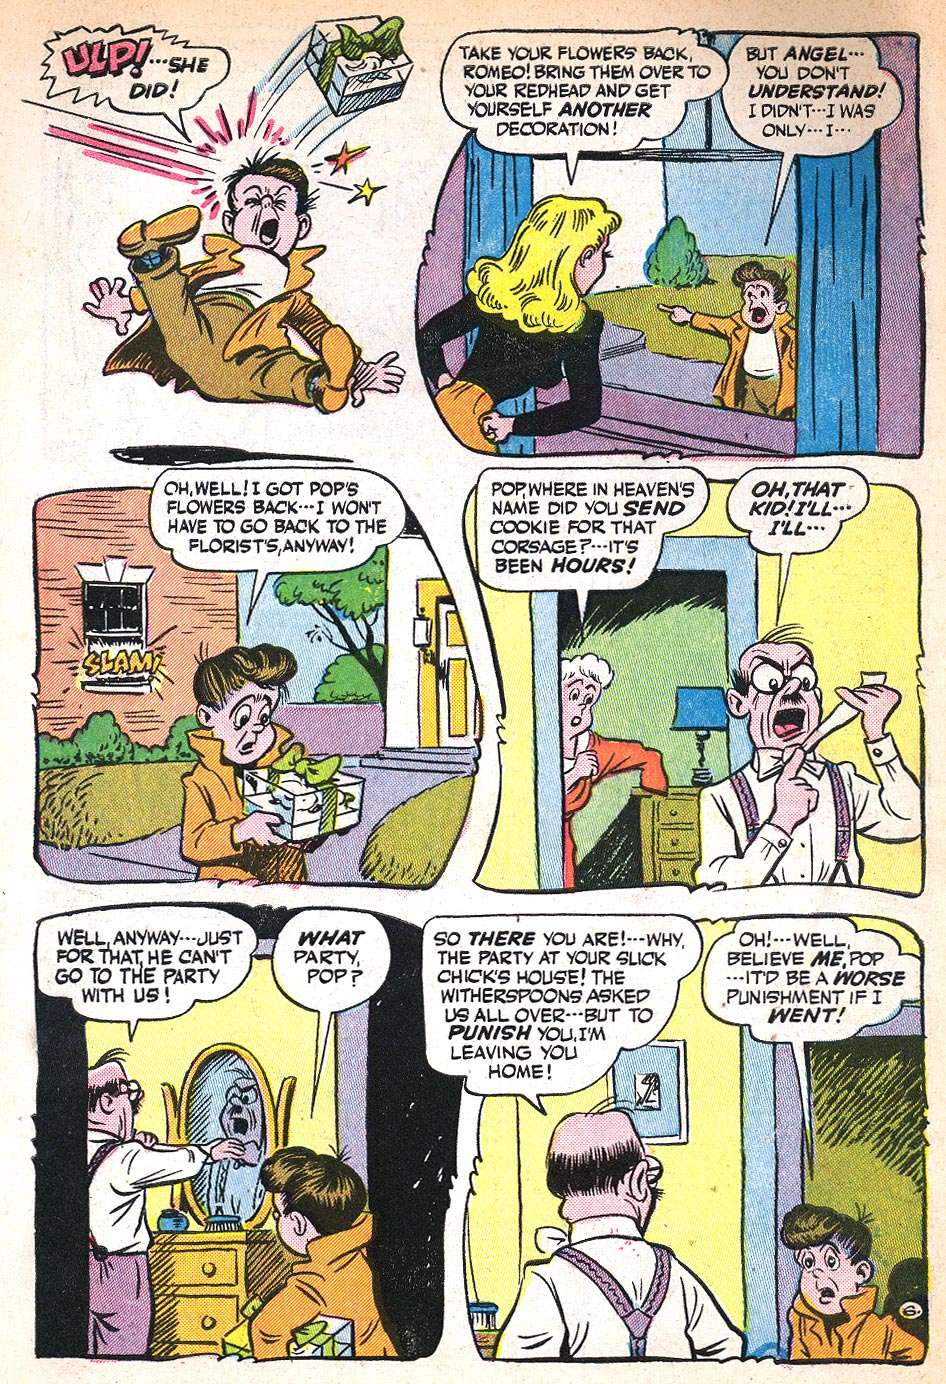 ULP!...SHE
DID!
TAKE YOUR FLOWERS BACK,
ROMEO! BRING THEM OVER TO
YOUR REDHEAD AND GET
YOURSELF ANOTHER
DECORATION!
BUT ANGEL---
YOU DON'T
UNDERSTAND!
I DIDN'T---I WAS
ONLY---I---
OH, WELL! I GOT POP'S
FLOWERS BACK---I WON'T
HAVE TO GO BACK TO THE
FLORIST'S, ANYWAY!
SLAM!
POP, WHERE IN HEAVEN'S
NAME DID YOU SEND
COOKIE FOR THAT
CORSAGE?---IT'S
BEEN HOURS!
OH, THAT
KID! I'LL---
I'LL---
WELL, ANYWAY---JUST
FOR THAT, HE CAN'T
GO TO THE PARTY
WITH US!
WHAT
PARTY,
POP?
SO THERE YOU ARE!---WHY,
THE PARTY AT YOUR SLICK
CHICK'S HOUSE! THE
WITHERSPOONS ASKED
US ALL OVER---BUT TO
PUNISH YOU, I'M
LEAVING YOU
HOME!
OH!---WELL,
BELIEVE ME, POP
---IT'D BE A WORSE
PUNISHMENT IF I
WENT!
6